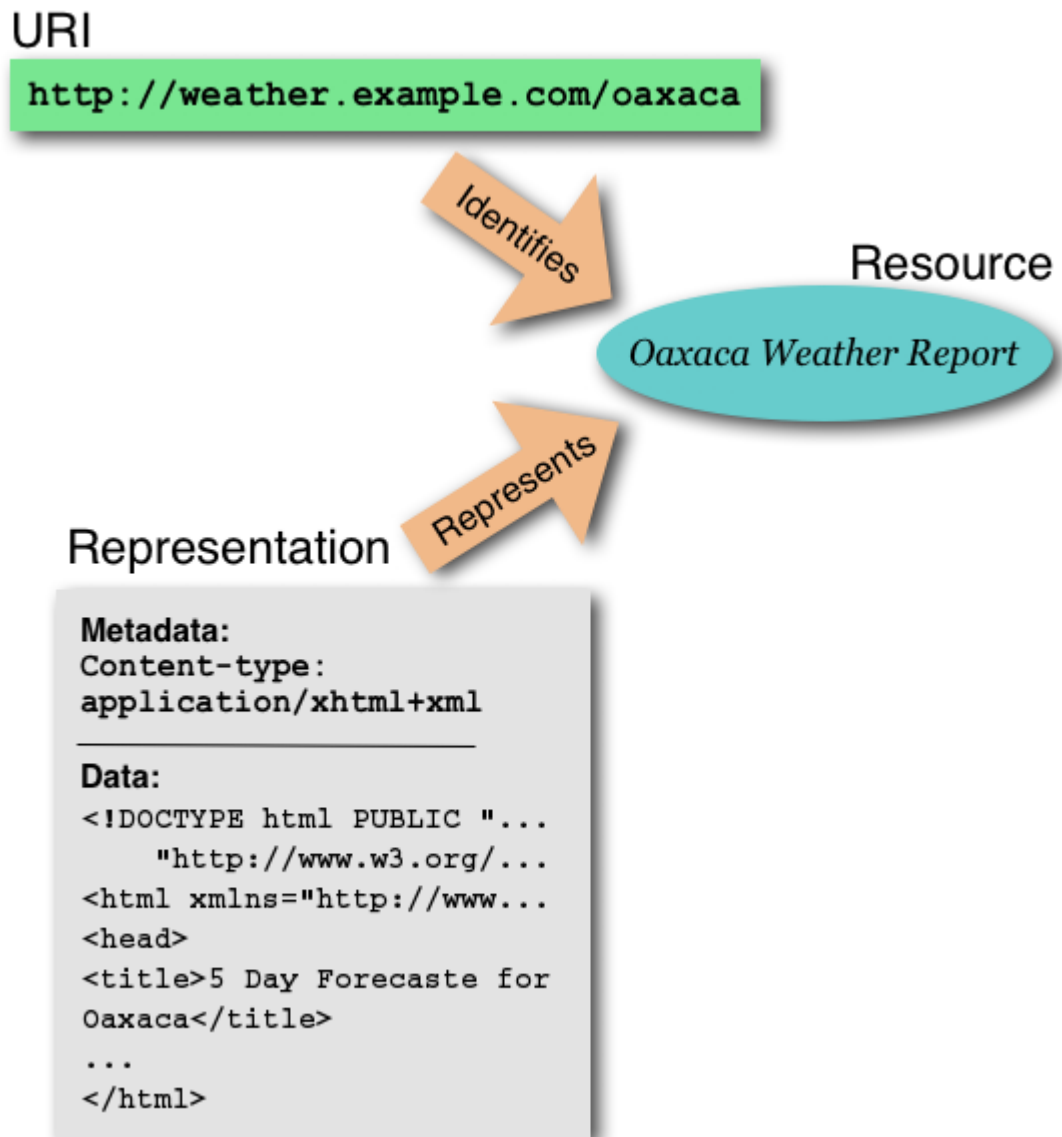 URI
http://weather.example.com/oaxaca
Identifies
Resource
Oaxaca Weather Report
Represents
Representation
Metadata:
Content-type:
application/xhtml+xml
Data:
<!DOCTYPE html PUBLIC "...
"http://www.w3.org/...
<html xmlns="http://www...
<head>
<title>5 Day Forecaste for
Oaxaca</title>
...
</html>